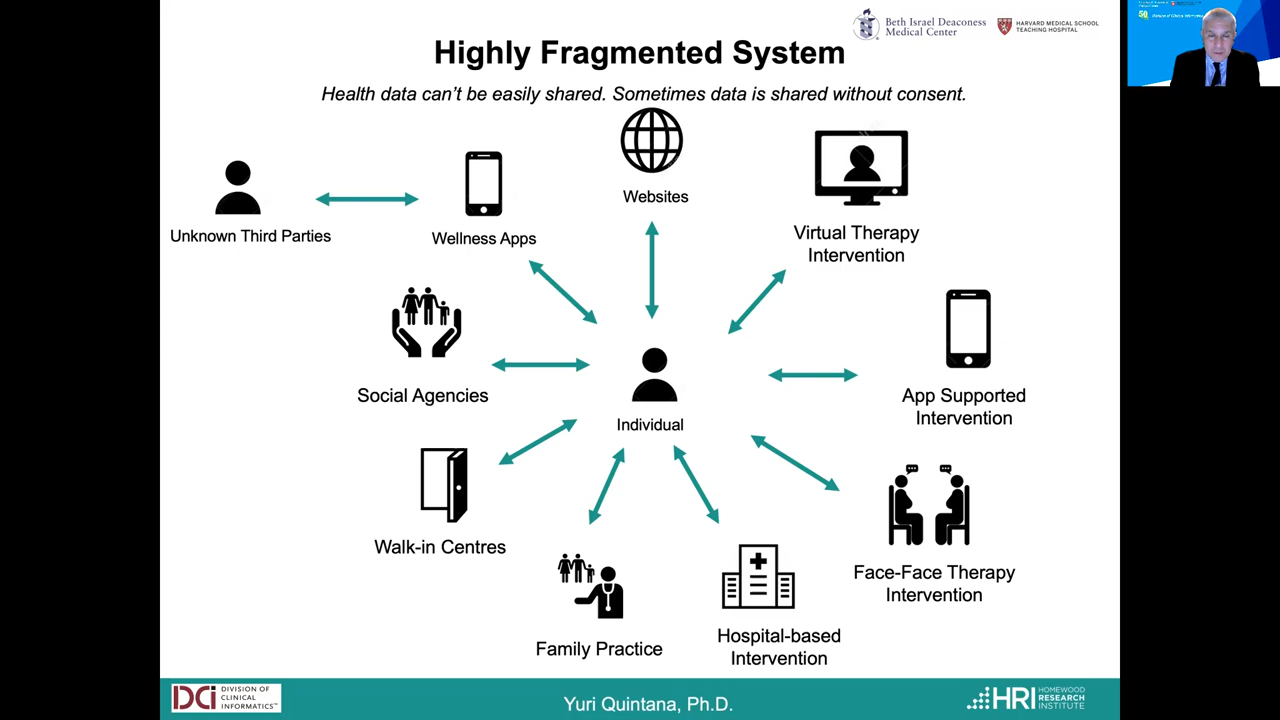 Beth Israel Deaconess
Medical Center
HARVARD MEDICAL SCHOOL
TEACHING HOSPITAL
Highly Fragmented System
Health data can't be easily shared. Sometimes data is shared without consent.
Unknown Third Parties
Wellness Apps
Websites
Virtual Therapy
Intervention
Social Agencies
Individual
App Supported
Intervention
Walk-in Centres
Face-Face Therapy
Intervention
Family Practice
Hospital-based
Intervention
DCi
DIVISION OF
CLINICAL
INFORMATICS™
Yuri Quintana, Ph.D.
HRI
HOMEWOOD
RESEARCH
INSTITUTE
50